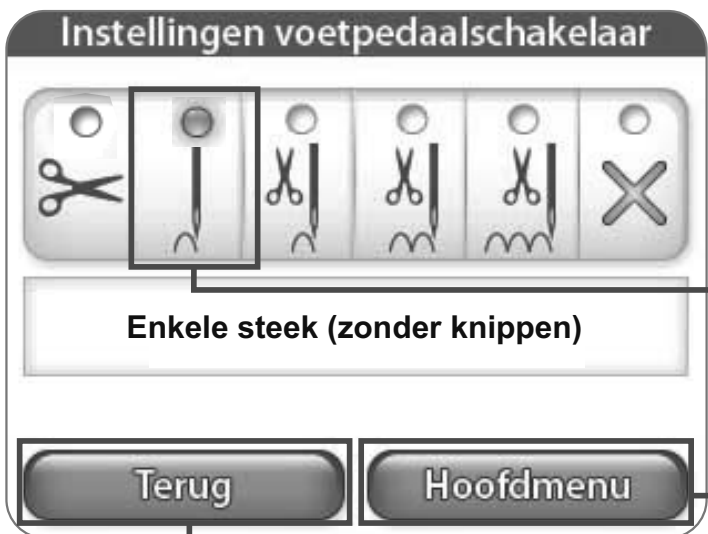 Instellingen voetpedaalschakelaar
Enkele steek (zonder knippen)
Terug
Hoofdmenu